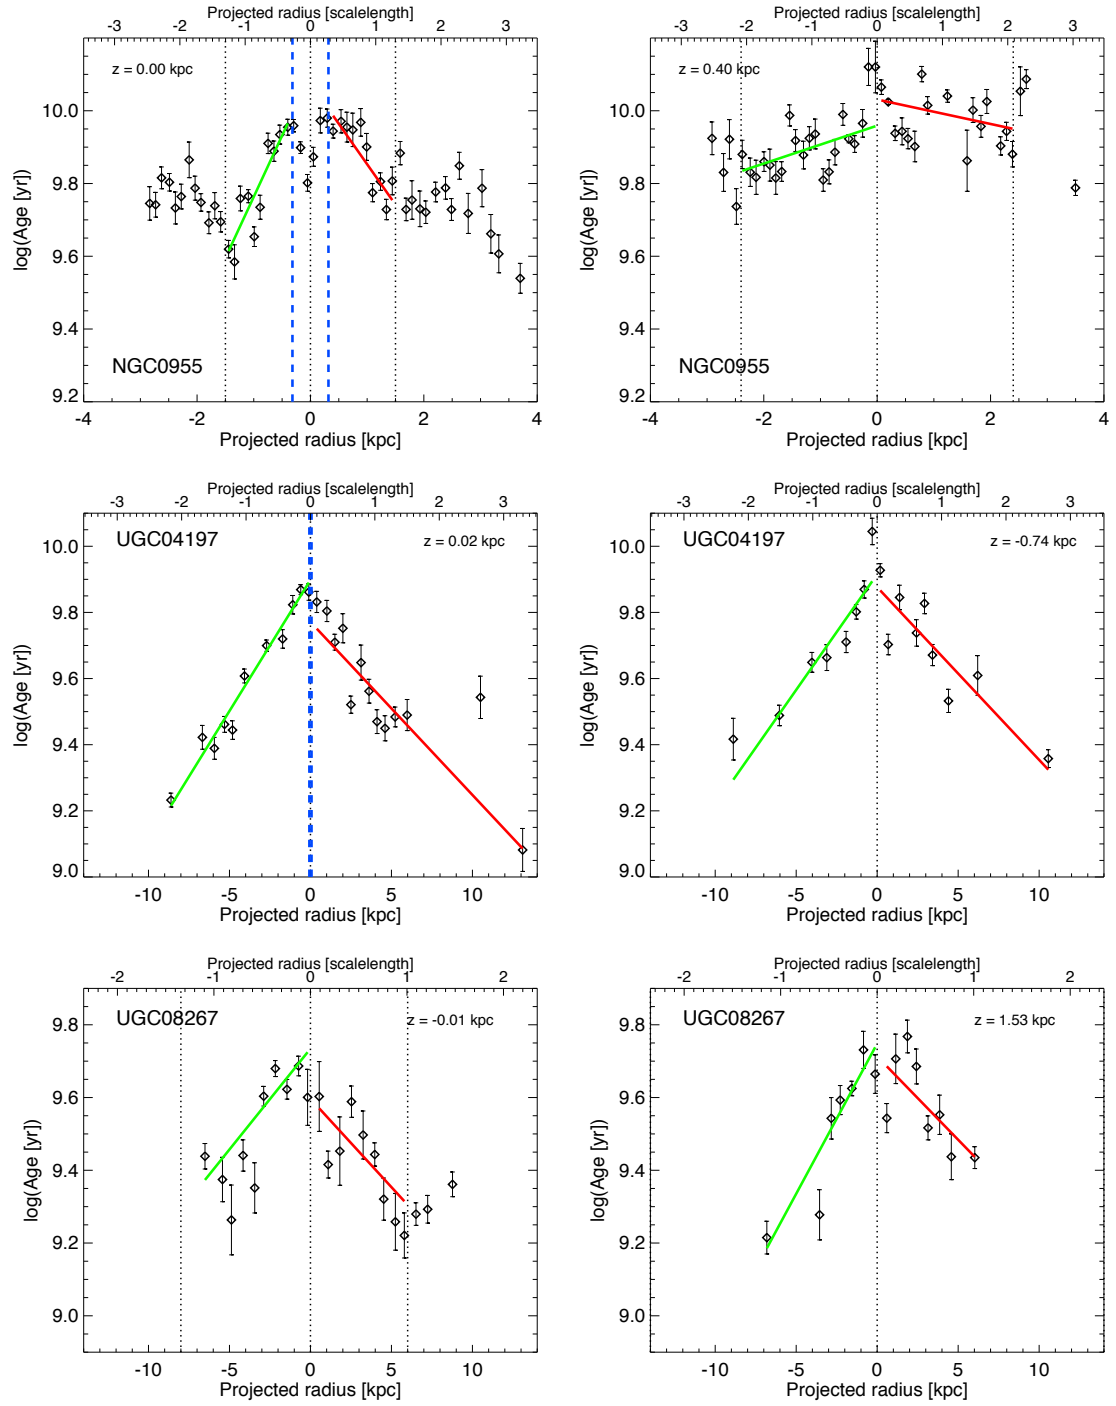 Projected radius [scalelength]
-3 -2 -1 0 1 2 3
z = 0.00 kpc
log(Age [yr])
10.0
9.8
9.6
9.4
9.2
NGC0955
-4 -2 0 2 4
Projected radius [kpc]
Projected radius [scalelength]
-3 -2 -1 0 1 2 3
z = 0.40 kpc
log(Age [yr])
10.0
9.8
9.6
9.4
9.2
NGC0955
-4 -2 0 2 4
Projected radius [kpc]
Projected radius [scalelength]
-3 -2 -1 0 1 2 3
UGC04197
z = 0.02 kpc
log(Age [yr])
10.0
9.8
9.6
9.4
9.2
9.0
-10 -5 0 5 10
Projected radius [kpc]
Projected radius [scalelength]
-3 -2 -1 0 1 2 3
UGC04197
z = -0.74 kpc
log(Age [yr])
10.0
9.8
9.6
9.4
9.2
9.0
-10 -5 0 5 10
Projected radius [kpc]
Projected radius [scalelength]
-2 -1 0 1 2
UGC08267
z = -0.01 kpc
log(Age [yr])
9.8
9.6
9.4
9.2
9.0
-10 -5 0 5 10
Projected radius [kpc]
Projected radius [scalelength]
-2 -1 0 1 2
UGC08267
z = 1.53 kpc
log(Age [yr])
9.8
9.6
9.4
9.2
9.0
-10 -5 0 5 10
Projected radius [kpc]